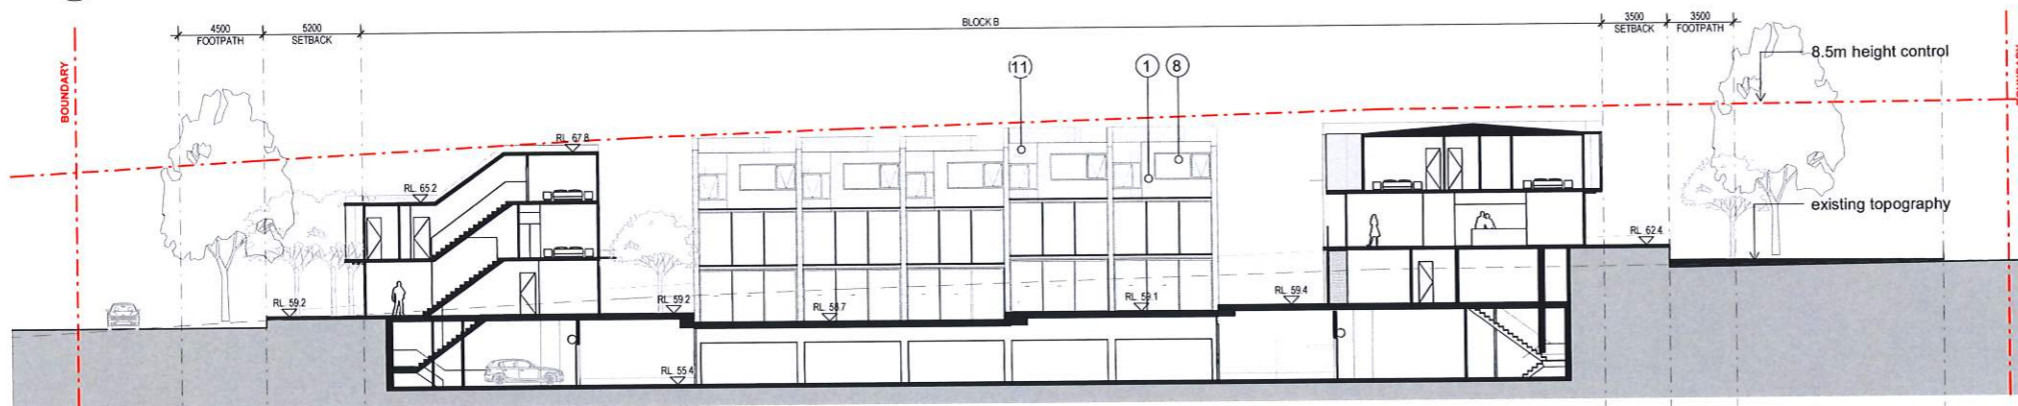 4500
FOOTPATH
5200
SETBACK
BLOCK B
3500
SETBACK
3500
FOOTPATH
BOUNDARY
11
1
8
8.5m height control
RL 67.8
RL 65.2
existing topography
RL 62.4
RL 59.2
RL 59.2
RL 58.7
RL 59.1
RL 59.4
RL 55.4